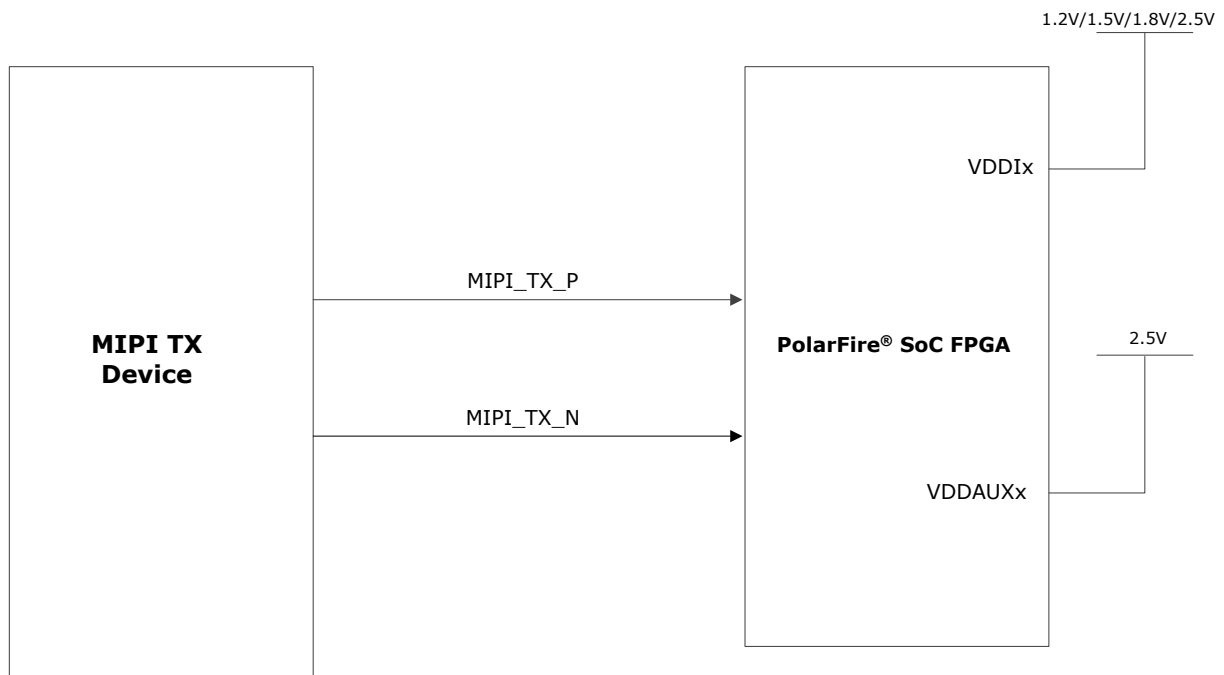 1.2V/1.5V/1.8V/2.5V
VDDIx
MIPI_TX_P
MIPI TX
Device
PolarFire® SoC FPGA
2.5V
MIPI_TX_N
VDDAUXx